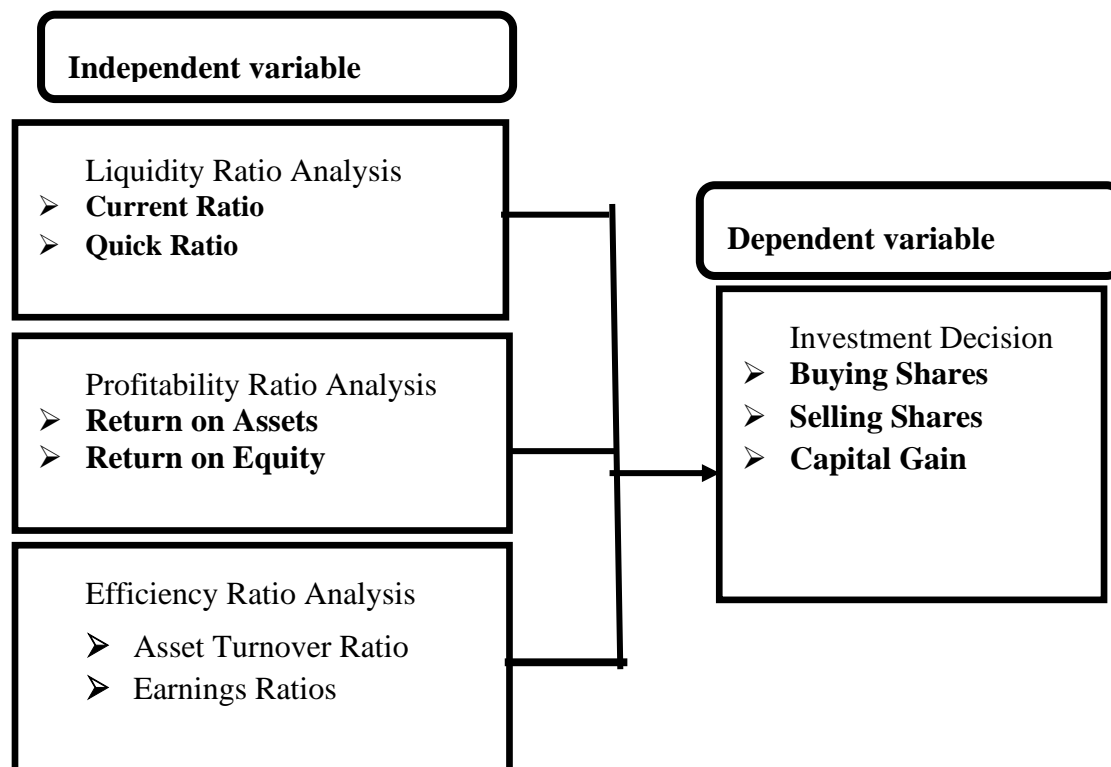 Independent variable
Liquidity Ratio Analysis
➢ Current Ratio
➢ Quick Ratio
Profitability Ratio Analysis
➢ Return on Assets
➢ Return on Equity
Efficiency Ratio Analysis
➢ Asset Turnover Ratio
➢ Earnings Ratios
Dependent variable
Investment Decision
➢ Buying Shares
➢ Selling Shares
➢ Capital Gain